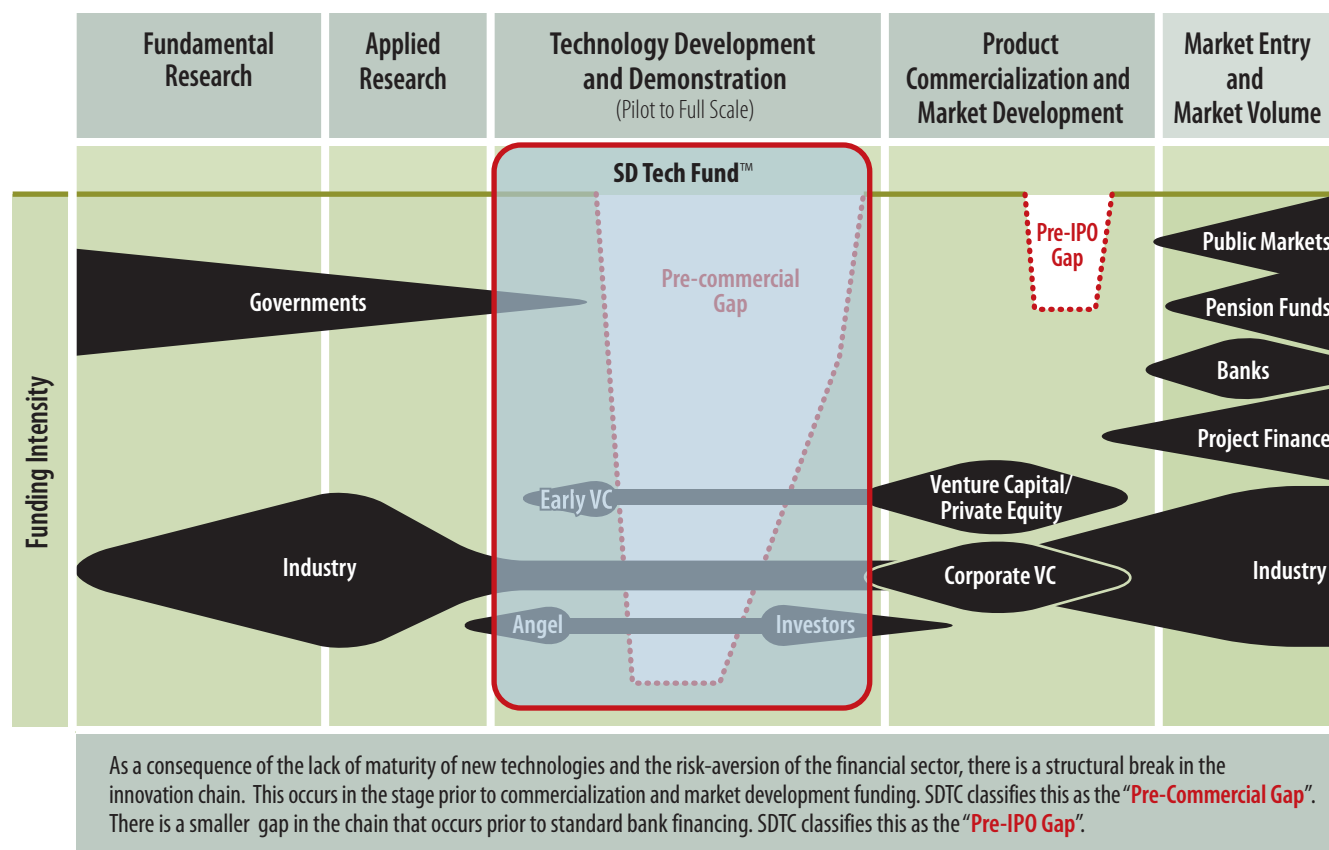 Fundamental
Research
Applied
Research
Technology Development
and Demonstration
(Pilot to Full Scale)
Product
Commercialization and
Market Development
Market Entry
and
Market Volume
Funding Intensity
SD Tech Fund™
Pre-commercial
Gap
Pre-IPO
Gap
Governments
Public Markets
Pension Funds
Banks
Project Finance
Early VC
Venture Capital/
Private Equity
Industry
Corporate VC
Industry
Angel
Investors
As a consequence of the lack of maturity of new technologies and the risk-aversion of the financial sector, there is a structural break in the
innovation chain. This occurs in the stage prior to commercialization and market development funding. SDTC classifies this as the “Pre-Commercial Gap”.
There is a smaller gap in the chain that occurs prior to standard bank financing. SDTC classifies this as the “Pre-IPO Gap”.